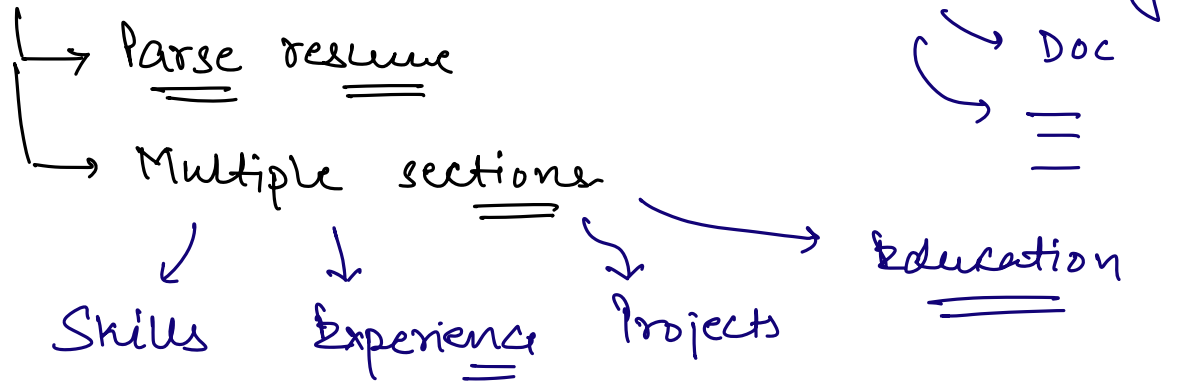 Parse resume
Doc
Multiple sections
Education
Skills Experience Projects